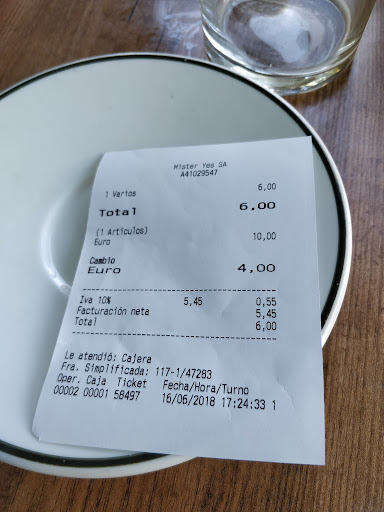 Mister Yes SA
A41029547
1 Varios 6,00
Total 6,00
(1 Articulos)
Euro 10,00
Cambio
Euro 4,00
Iva 10% 5,45 0,55
Facturación neta 5,45
Total 6,00
Le atendió: Cajera
Fra. Simplificada: 117-1/47283
Oper. Caja Ticket Fecha/Hora/Turno
00002 00001 58497 16/06/2018 17:24:33 1